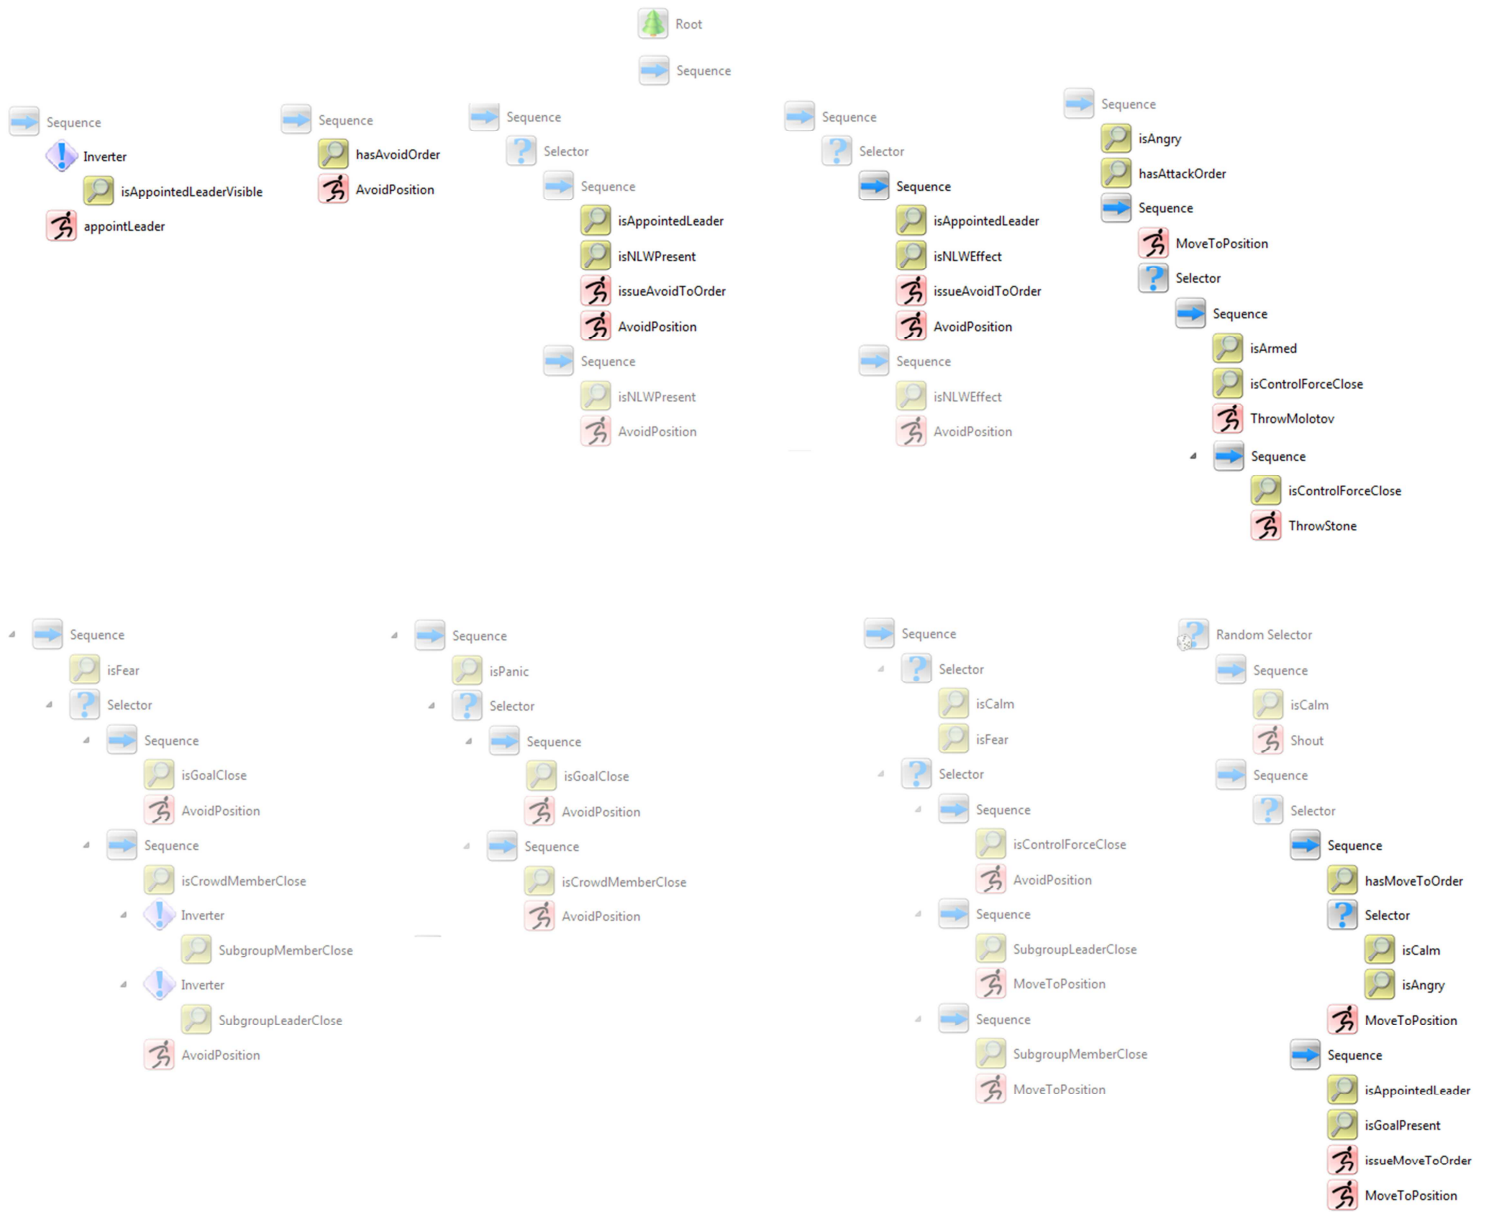 Root
Sequence
Sequence
Inverter
isAppointedLeaderVisible
appointLeader
Sequence
hasAvoidOrder
AvoidPosition
Sequence
Selector
Sequence
isAppointedLeader
isNLWPresent
issueAvoidToOrder
AvoidPosition
Sequence
isNLWPresent
AvoidPosition
Sequence
Selector
Sequence
isAppointedLeader
isNLWEffect
issueAvoidToOrder
AvoidPosition
Sequence
isNLWEffect
AvoidPosition
Sequence
isAngry
hasAttackOrder
Sequence
MoveToPosition
Selector
Sequence
isArmed
isControlForceClose
ThrowMolotov
Sequence
isControlForceClose
ThrowStone
Sequence
isFear
Selector
Sequence
isGoalClose
AvoidPosition
Sequence
isCrowdMemberClose
Inverter
SubgroupMemberClose
Inverter
SubgroupLeaderClose
AvoidPosition
Sequence
isPanic
Selector
Sequence
isGoalClose
AvoidPosition
Sequence
isCrowdMemberClose
AvoidPosition
Sequence
Selector
isCalm
isFear
Selector
Sequence
isControlForceClose
AvoidPosition
Sequence
SubgroupLeaderClose
MoveToPosition
Sequence
SubgroupMemberClose
MoveToPosition
Random Selector
Sequence
isCalm
Shout
Sequence
Selector
Sequence
hasMoveToOrder
Selector
isCalm
isAngry
MoveToPosition
Sequence
isAppointedLeader
isGoalPresent
issueMoveToOrder
MoveToPosition